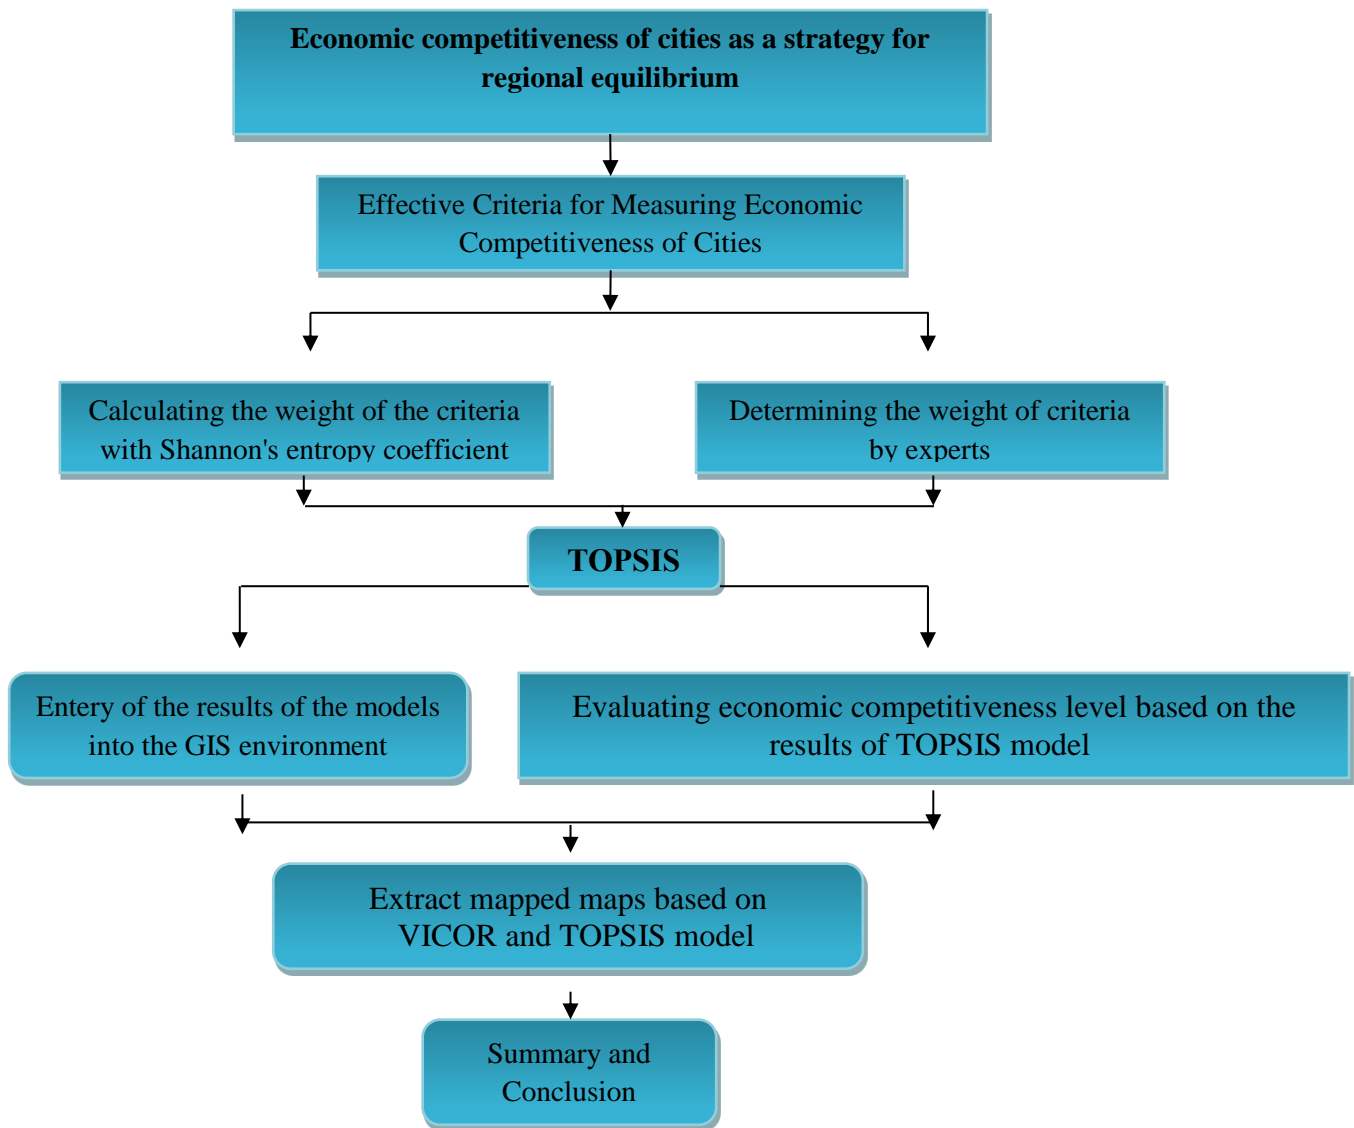 Economic competitiveness of cities as a strategy for
regional equilibrium
Effective Criteria for Measuring Economic
Competitiveness of Cities
Calculating the weight of the criteria
with Shannon's entropy coefficient
Determining the weight of criteria
by experts
TOPSIS
Entery of the results of the models
into the GIS environment
Evaluating economic competitiveness level based on the
results of TOPSIS model
Extract mapped maps based on
VICOR and TOPSIS model
Summary and
Conclusion